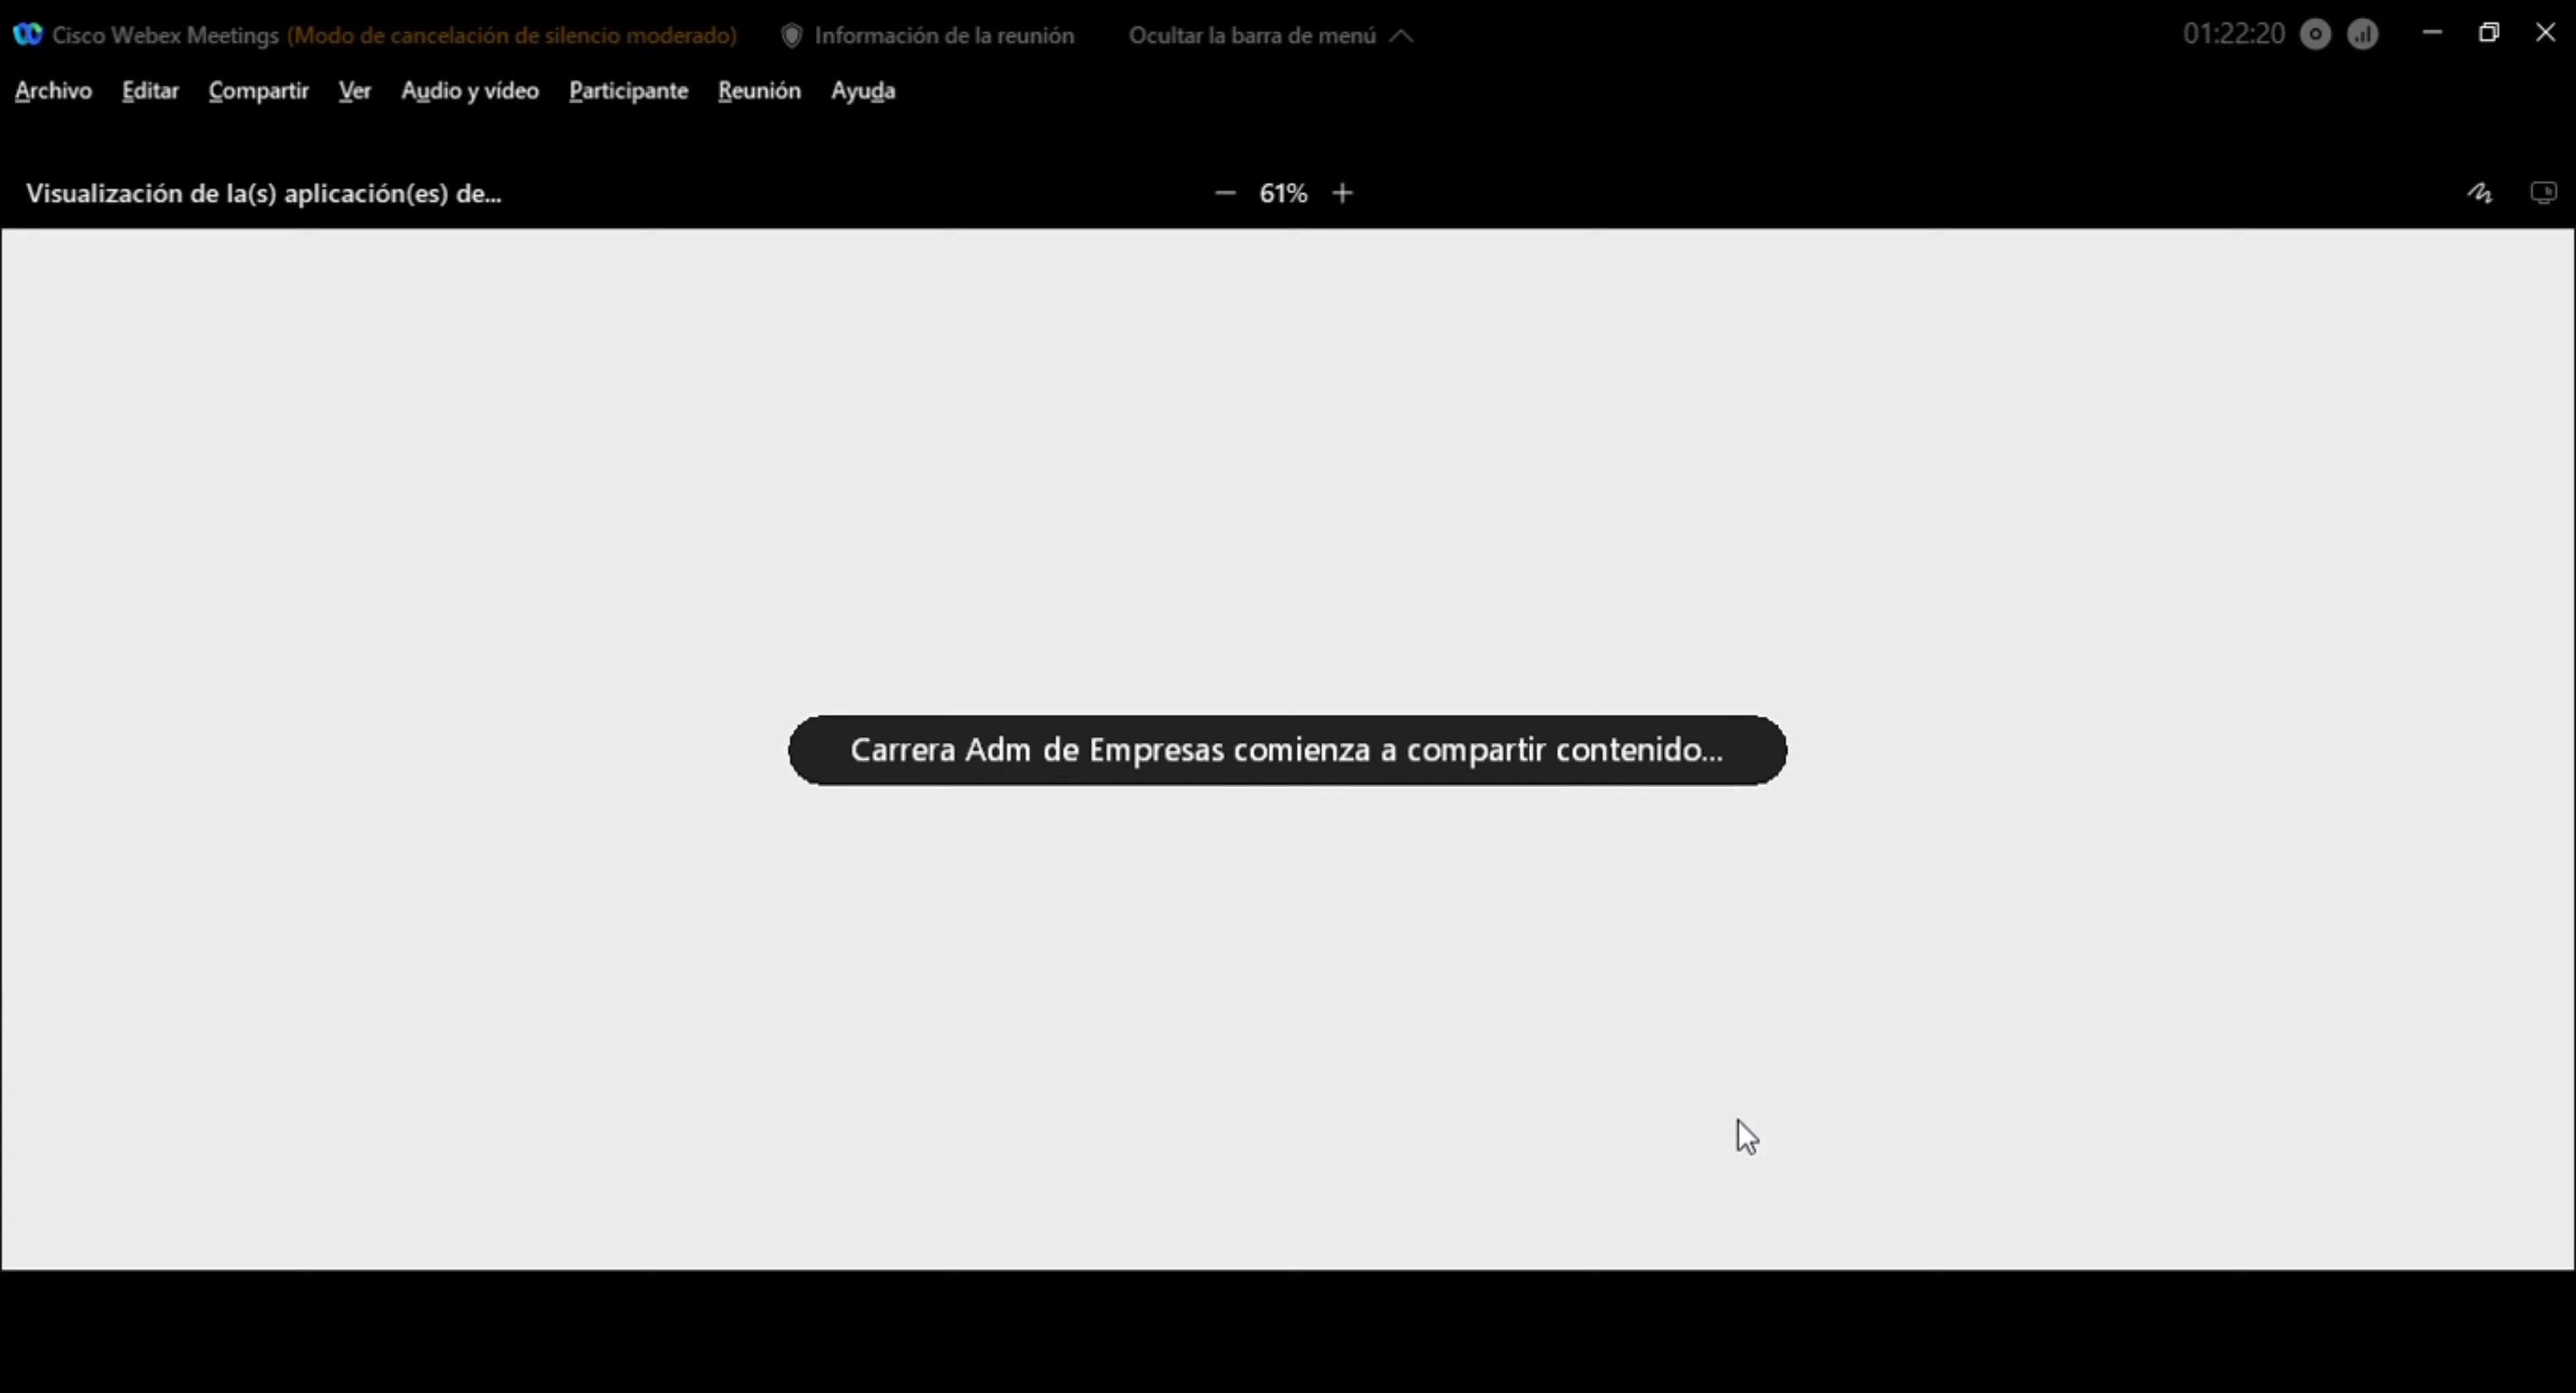 Cisco Webex Meetings (Modo de cancelación de silencio moderado) Información de la reunión Ocultar la barra de menú 01:22:20
Archivo Editar Compartir Ver Audio y vídeo Participante Reunión Ayuda
Visualización de la(s) aplicación(es) de... 61%
Carrera Adm de Empresas comienza a compartir contenido...